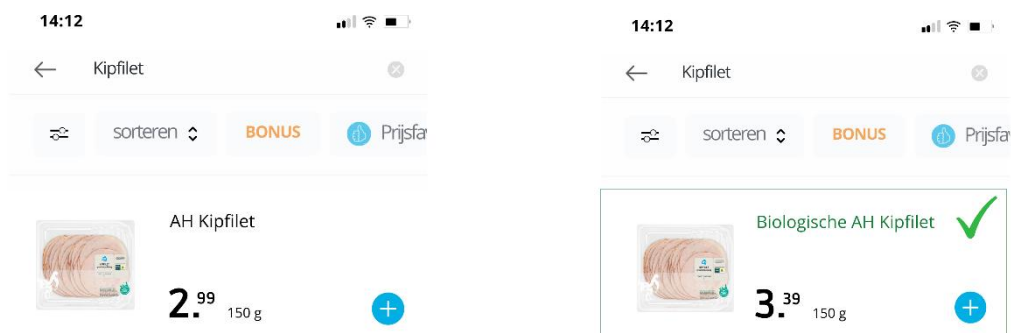 14:12
Kipfilet
sorteren
BONUS
Prijsfav
AH Kipfilet
2.99
150 g
14:12
Kipfilet
sorteren
BONUS
Prijsfa
Biologische AH Kipfilet
3.39
150 g